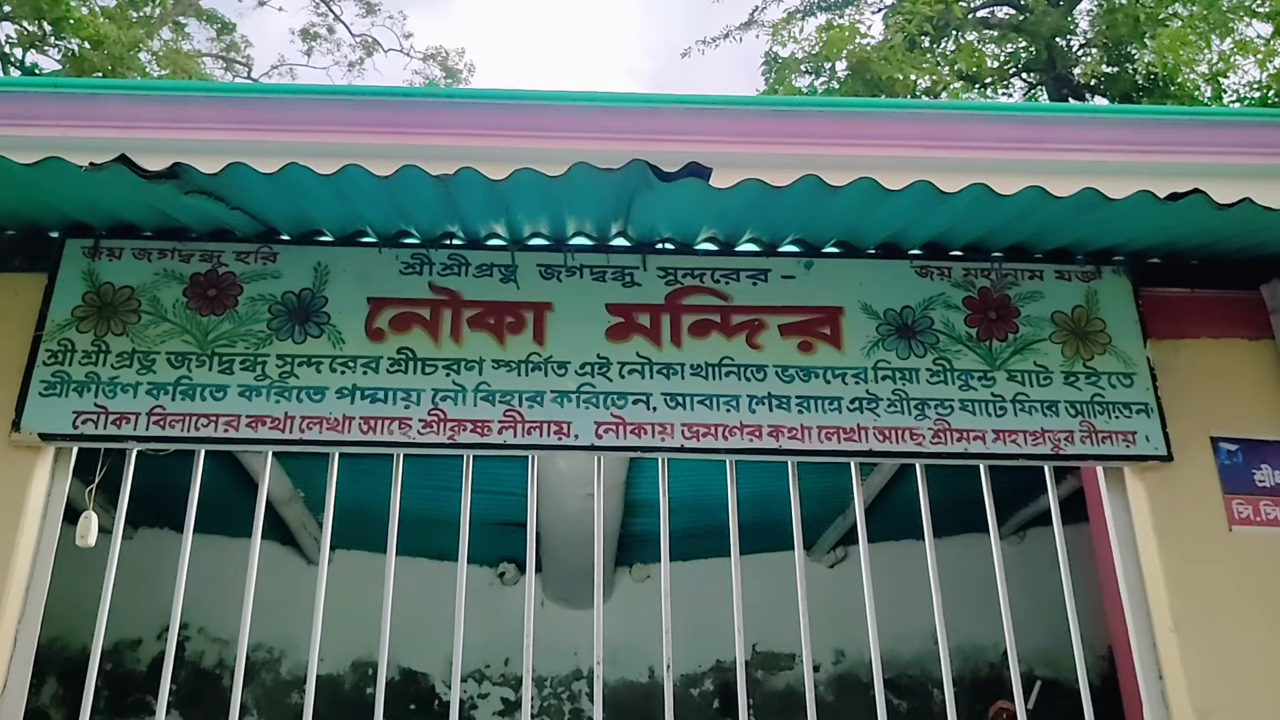 জয় জগদ্বন্ধু হরি
শ্রীশ্রীপ্রভু জগদ্বন্ধু সুন্দরের -
জয় মহানাম যজ্ঞ
নৌকা মন্দির
শ্রীশ্রী প্রভু জগদ্বন্ধু সুন্দরের শ্রীচরণ স্পর্শিত এই নৌকা খানিতে ভক্তদের নিয়া শ্রীকুন্ড ঘাট হইতে
শ্রীকীর্ত্তণ করিতে করিতে পদ্মায় নৌ বিহার করিতেন, আবার শেষ রাত্রে এই শ্রীকুন্ড ঘাটে ফিরে আসিতেন।
নৌকা বিলাসের কথা লেখা আছে শ্রীকৃষ্ণ লীলায়, নৌকায় ভ্রমণের কথা লেখা আছে শ্রীমন মহাপ্রভুর লীলায়।
সি.সি